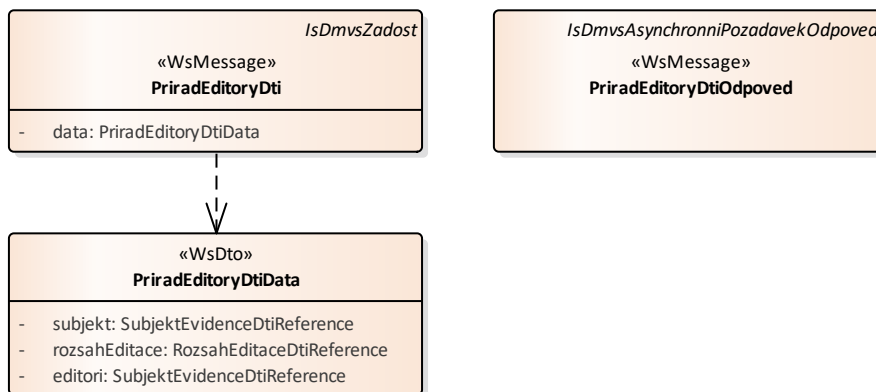 IsDmvsZadost
«WsMessage»
PriradEditoryDti
- data: PriradEditoryDtiData
IsDmvsAsynchronniPozadavekOdpoved
«WsMessage»
PriradEditoryDtiOdpoved
«WsDto»
PriradEditoryDtiData
- subjekt: SubjektEvidenceDtiReference
- rozsahEditace: RozsahEditaceDtiReference
- editori: SubjektEvidenceDtiReference